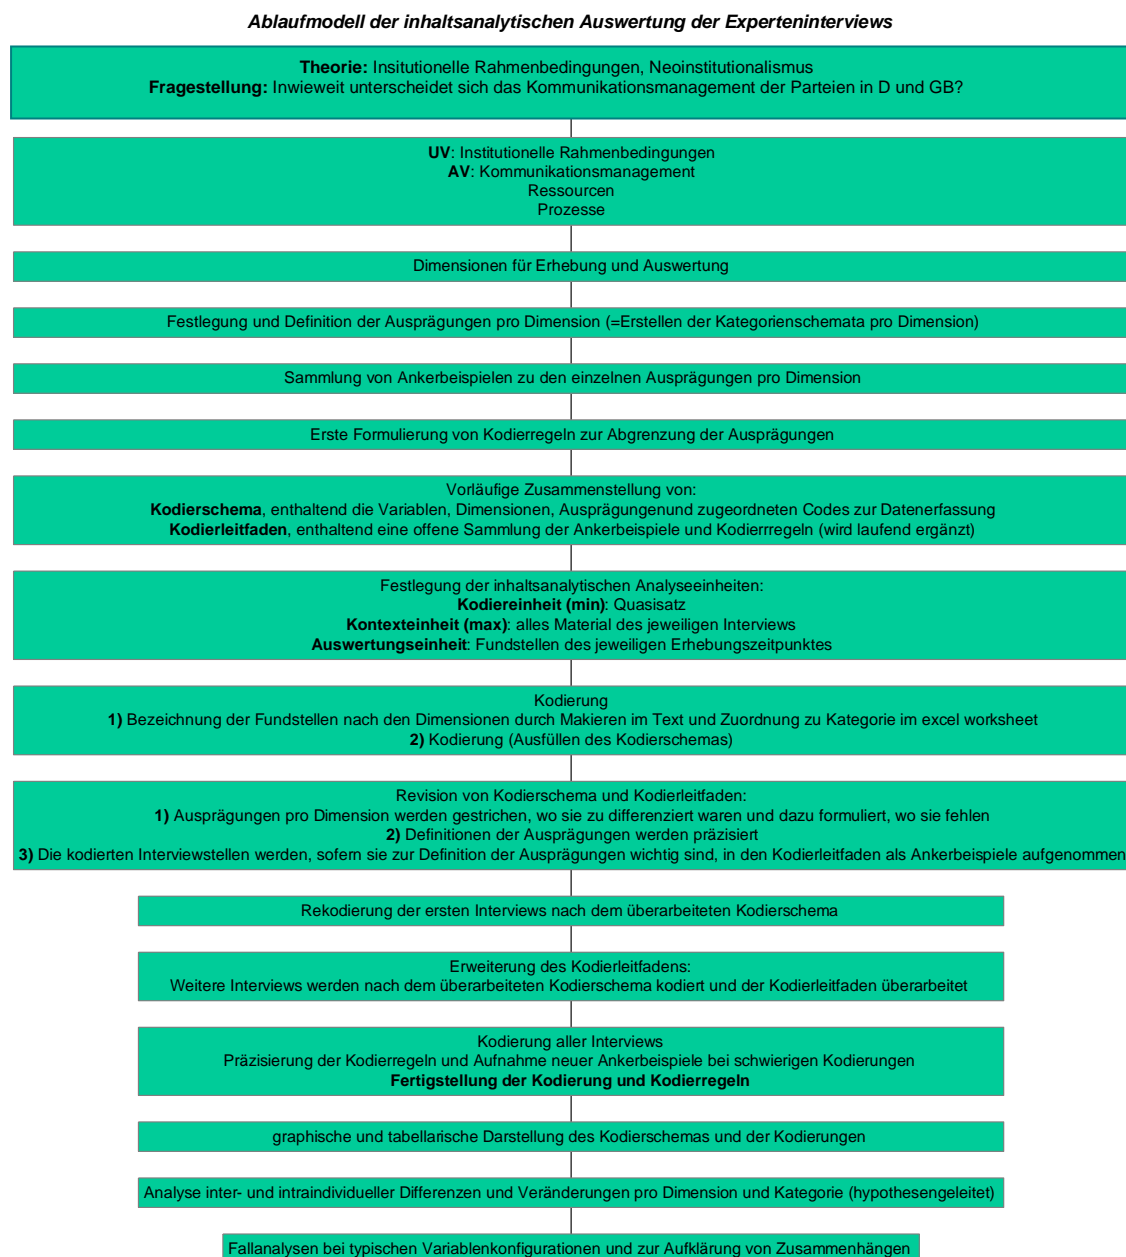 Ablaufmodell der inhaltsanalytischen Auswertung der Experteninterviews
Theorie: Insitutionelle Rahmenbedingungen, Neoinstitutionalismus
Fragestellung: Inwieweit unterscheidet sich das Kommunikationsmanagement der Parteien in D und GB?
UV: Institutionelle Rahmenbedingungen
AV: Kommunikationsmanagement
Ressourcen
Prozesse
Dimensionen für Erhebung und Auswertung
Festlegung und Definition der Ausprägungen pro Dimension (=Erstellen der Kategorienschemata pro Dimension)
Sammlung von Ankerbeispielen zu den einzelnen Ausprägungen pro Dimension
Erste Formulierung von Kodierregeln zur Abgrenzung der Ausprägungen
Vorläufige Zusammenstellung von:
Kodierschema, enthaltend die Variablen, Dimensionen, Ausprägungenund zugeordneten Codes zur Datenerfassung
Kodierleitfaden, enthaltend eine offene Sammlung der Ankerbeispiele und Kodierrregeln (wird laufend ergänzt)
Festlegung der inhaltsanalytischen Analyseeinheiten:
Kodiereinheit (min): Quasisatz
Kontexteinheit (max): alles Material des jeweiligen Interviews
Auswertungseinheit: Fundstellen des jeweiligen Erhebungszeitpunktes
Kodierung
1) Bezeichnung der Fundstellen nach den Dimensionen durch Makieren im Text und Zuordnung zu Kategorie im excel worksheet
2) Kodierung (Ausfüllen des Kodierschemas)
Revision von Kodierschema und Kodierleitfaden:
1) Ausprägungen pro Dimension werden gestrichen, wo sie zu differenziert waren und dazu formuliert, wo sie fehlen
2) Definitionen der Ausprägungen werden präzisiert
3) Die kodierten Interviewstellen werden, sofern sie zur Definition der Ausprägungen wichtig sind, in den Kodierleitfaden als Ankerbeispiele aufgenommen
Rekodierung der ersten Interviews nach dem überarbeiteten Kodierschema
Erweiterung des Kodierleitfadens:
Weitere Interviews werden nach dem überarbeiteten Kodierschema kodiert und der Kodierleitfaden überarbeitet
Kodierung aller Interviews
Präzisierung der Kodierregeln und Aufnahme neuer Ankerbeispiele bei schwierigen Kodierungen
Fertigstellung der Kodierung und Kodierregeln
graphische und tabellarische Darstellung des Kodierschemas und der Kodierungen
Analyse inter- und intraindividueller Differenzen und Veränderungen pro Dimension und Kategorie (hypothesengeleitet)
Fallanalysen bei typischen Variablenkonfigurationen und zur Aufklärung von Zusammenhängen